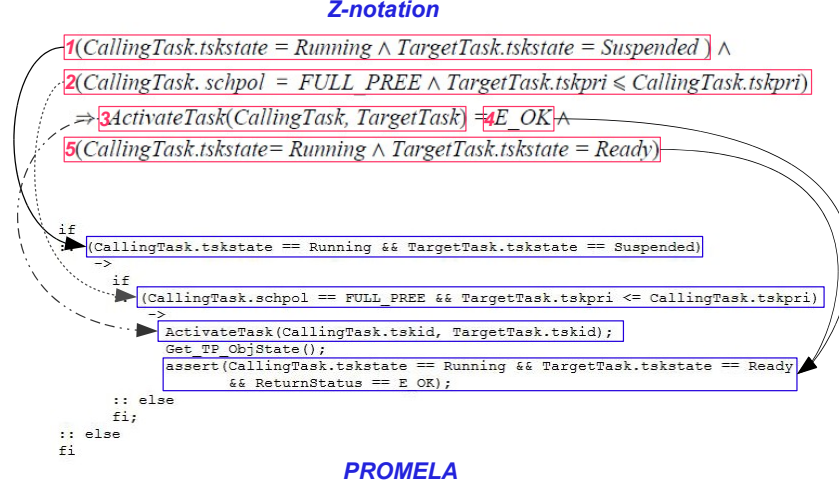 Z-notation
1(CallingTask.tskstate = Running ∧ TargetTask.tskstate = Suspended ) ∧
2(CallingTask. schpol = FULL_PREE ∧ TargetTask.tskpri ⩽ CallingTask.tskpri)
⇒ 3ActivateTask(CallingTask, TargetTask) = 4E_OK ∧
5(CallingTask.tskstate= Running ∧ TargetTask.tskstate = Ready)
if
:: (CallingTask.tskstate == Running && TargetTask.tskstate == Suspended)
->
if
:: (CallingTask.schpol == FULL_PREE && TargetTask.tskpri <= CallingTask.tskpri)
->
ActivateTask(CallingTask.tskid, TargetTask.tskid);
Get_TP_ObjState();
assert(CallingTask.tskstate == Running && TargetTask.tskstate == Ready
&& ReturnStatus == E_OK);
:: else
fi;
:: else
fi
PROMELA